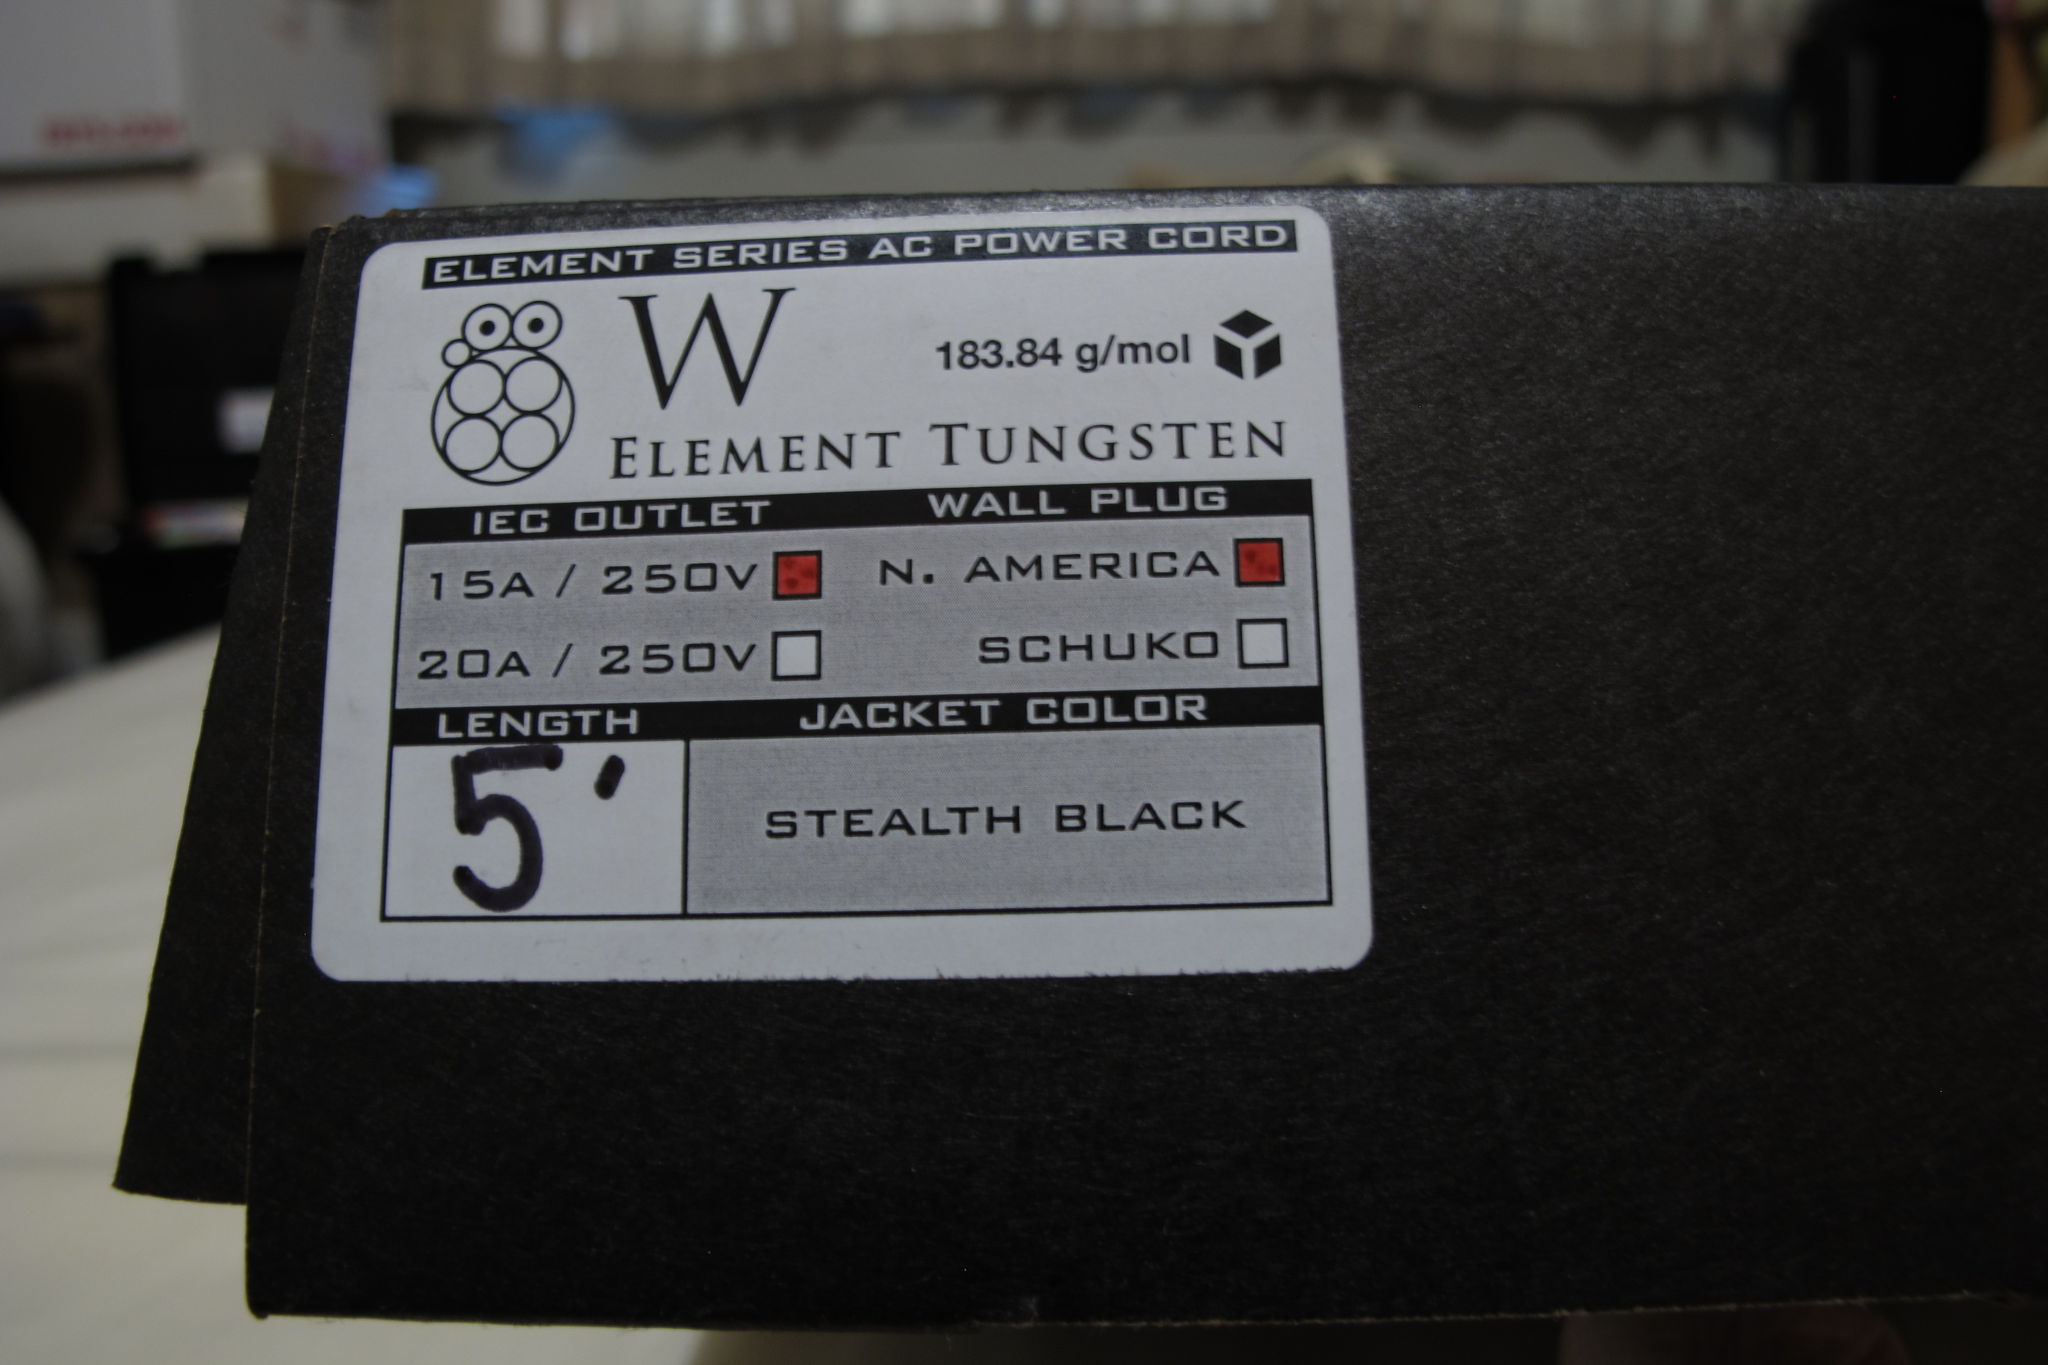 ELEMENT SERIES AC POWER CORD
W
183.84 g/mol
ELEMENT TUNGSTEN
IEC OUTLET WALL PLUG
15A / 250V N. AMERICA
20A / 250V SCHUKO
LENGTH JACKET COLOR
5' STEALTH BLACK